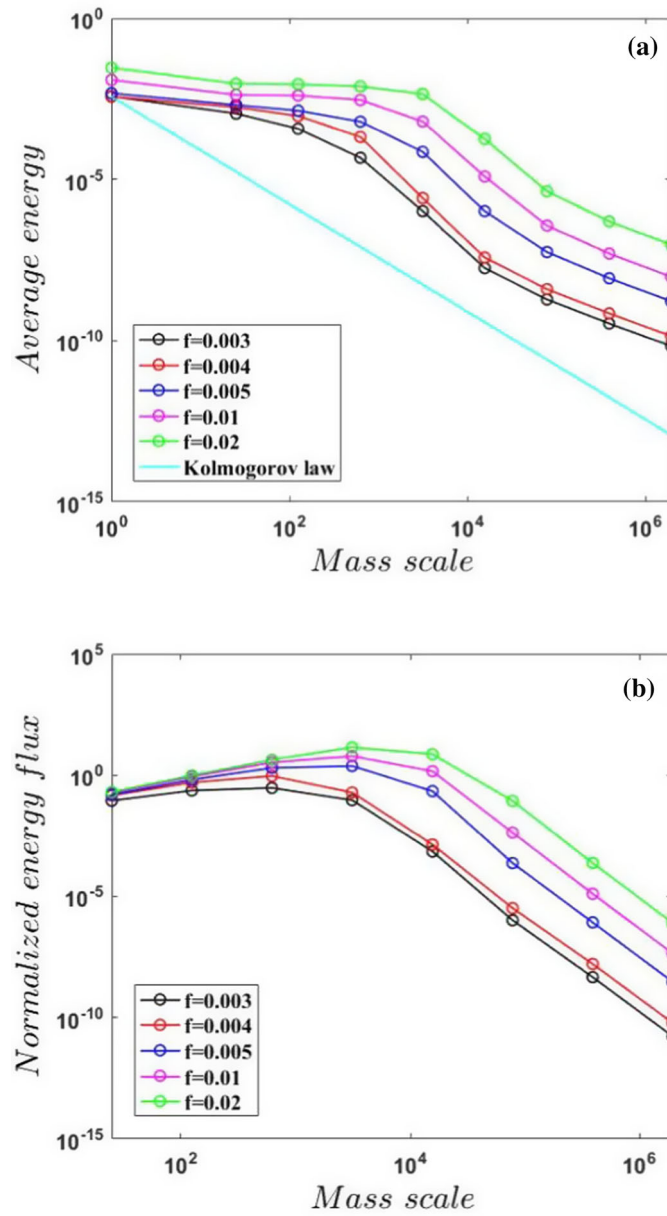 (a)
10^0
10^-5
10^-10
10^-15
Average energy
f=0.003
f=0.004
f=0.005
f=0.01
f=0.02
Kolmogorov law
10^0
10^2
10^4
10^6
Mass scale
(b)
10^5
10^0
10^-5
10^-10
10^-15
Normalized energy flux
f=0.003
f=0.004
f=0.005
f=0.01
f=0.02
10^2
10^4
10^6
Mass scale